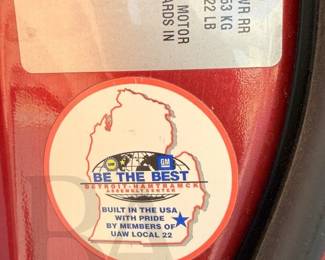 WR RR
53 KG
22 LB
MOTOR
ARDS IN
GM
BE THE BEST
DETROIT-HAMTRAMCK
ASSEMBLY CENTER
BUILT IN THE USA
WITH PRIDE
BY MEMBERS OF
UAW LOCAL 22